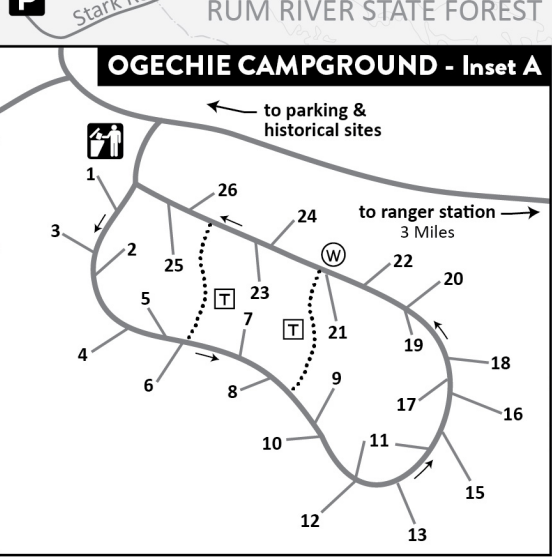 P
Stark R
RUM RIVER STATE FOREST
OGECHIE CAMPGROUND - Inset A
to parking &
historical sites
1
26
to ranger station
3 Miles
3
24
2
W
25
22
23
20
5
T
7
T
21
19
4
18
6
8
9
17
16
10
11
15
12
13